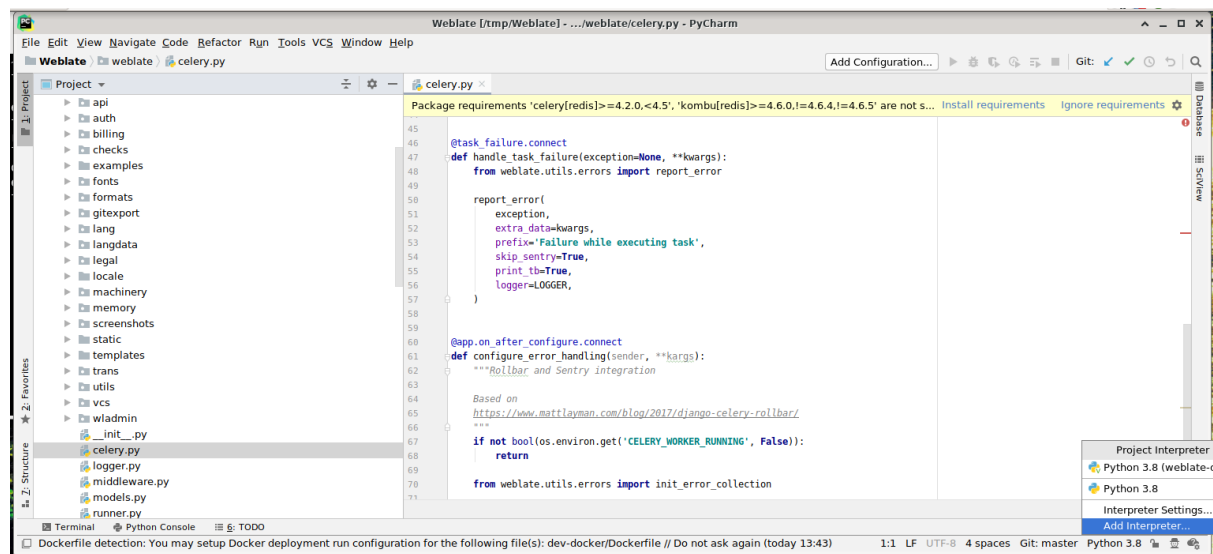 Weblate [/tmp/Weblate] - .../weblate/celery.py - PyCharm
File Edit View Navigate Code Refactor Run Tools VCS Window Help
Weblate weblate celery.py Add Configuration... Git:
1: Project
Project
celery.py
api
auth
billing
checks
examples
fonts
formats
gitexport
lang
langdata
legal
locale
machinery
memory
screenshots
static
templates
trans
utils
vcs
wladmin
__init__.py
celery.py
logger.py
middleware.py
models.py
runner.py
2: Favorites
Z: Structure
Package requirements 'celery[redis]>=4.2.0,<4.5', 'kombu[redis]>=4.6.0,!=4.6.4,!=4.6.5' are not s... Install requirements Ignore requirements
45
46 @task_failure.connect
47 def handle_task_failure(exception=None, **kwargs):
48 from weblate.utils.errors import report_error
49
50 report_error(
51 exception,
52 extra_data=kwargs,
53 prefix='Failure while executing task',
54 skip_sentry=True,
55 print_tb=True,
56 logger=LOGGER,
57 )
58
59
60 @app.on_after_configure.connect
61 def configure_error_handling(sender, **kargs):
62 """Rollbar and Sentry integration
63
64 Based on
65 https://www.mattlayman.com/blog/2017/django-celery-rollbar/
66 """
67 if not bool(os.environ.get('CELERY_WORKER_RUNNING', False)):
68 return
69
70 from weblate.utils.errors import init_error_collection
71
Database
SciView
Project Interpreter
Python 3.8 (weblate-
Python 3.8
Interpreter Settings...
Add Interpreter...
Terminal Python Console 6: TODO
Dockerfile detection: You may setup Docker deployment run configuration for the following file(s): dev-docker/Dockerfile // Do not ask again (today 13:43) 1:1 LF UTF-8 4 spaces Git: master Python 3.8